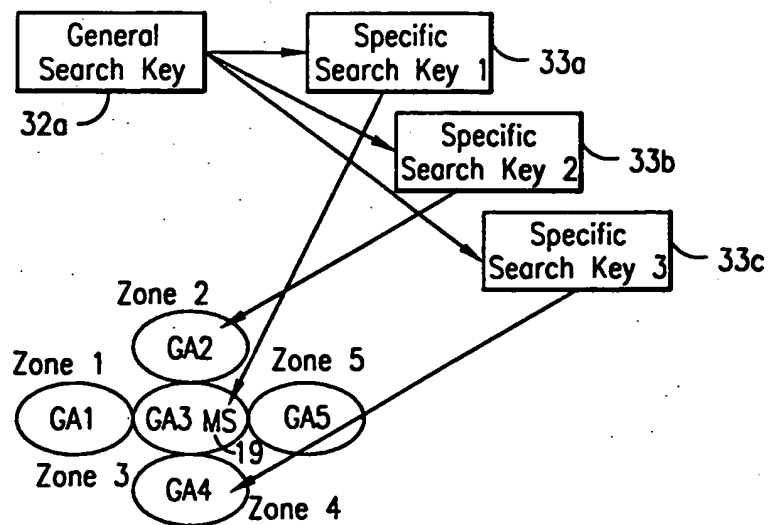 General
Search Key
32a
Specific
Search Key 1
33a
Specific
Search Key 2
33b
Specific
Search Key 3
33c
Zone 2
GA2
Zone 1
Zone 5
GA1
GA3 MS
GA5
19
Zone 3
GA4
Zone 4